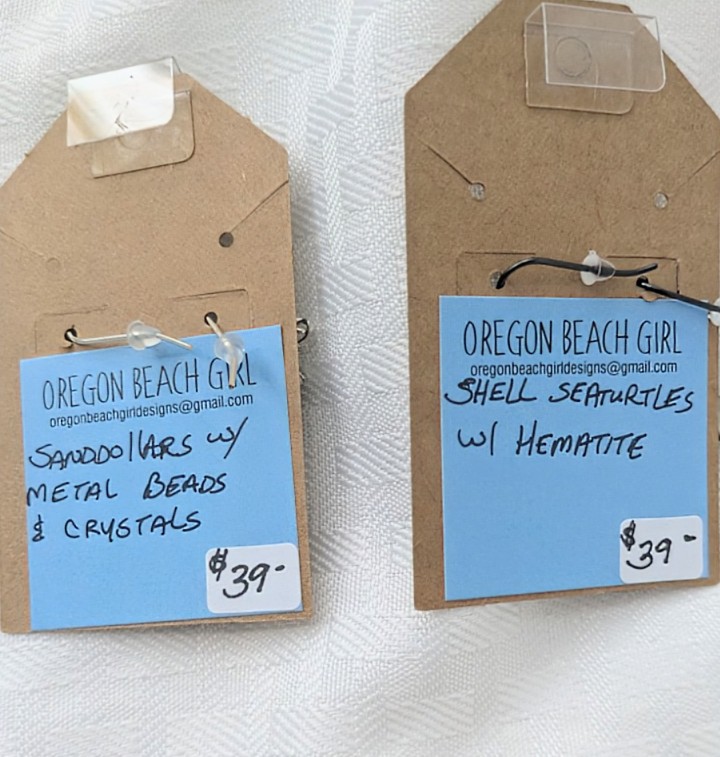 OREGON BEACH GIRL
oregonbeachgirldesigns@gmail.com
SANDDOllARS W/
METAL BEADS
& CRYSTALS
$39-
OREGON BEACH GIRL
oregonbeachgirldesigns@gmail.com
SHELL SEATURTLES
W/ HEMATITE
$39-